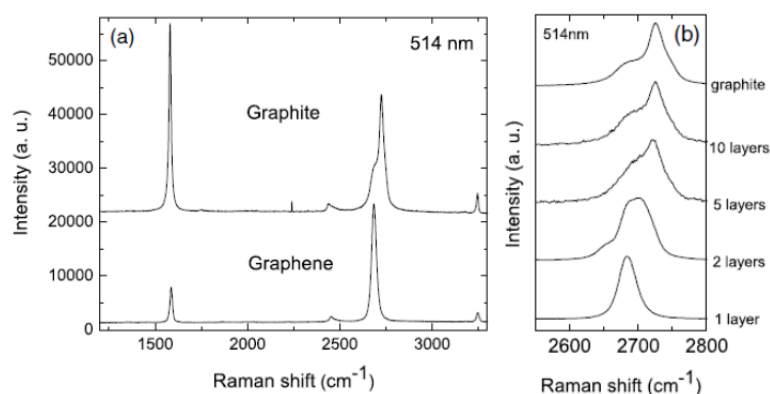 (a)
514 nm
Graphite
Graphene
Intensity (a. u.)
50000
40000
30000
20000
10000
0
1500
2000
2500
3000
Raman shift (cm-1)
(b)
514nm
graphite
10 layers
5 layers
2 layers
1 layer
Intensity (a. u.)
2600
2700
2800
Raman shift (cm-1)